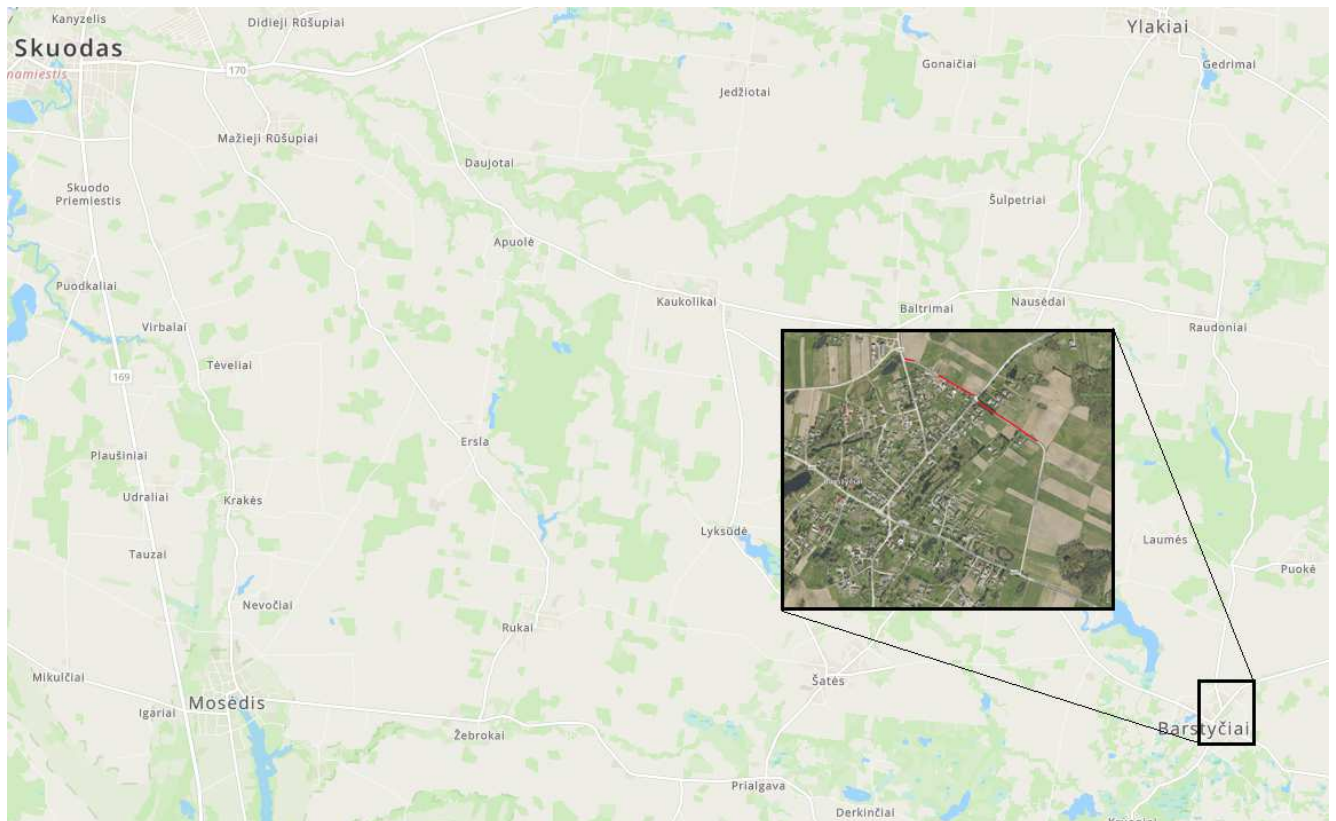 Kanyzelis
Didieji Rūšupiai
Ylakiai
Skuodas
170
Gonaičiai
Gedrimai
Jedžiotai
Mažieji Rūšupiai
Daujotai
Skuodo
Priemiestis
Šulpetriai
Apuolė
Puodkaliai
Kaukolikai
Baltrimai
Nausėdai
Virbalai
Raudoniai
Tėveliai
169
Ersla
Plaušiniai
Udraliai
Krakės
Barstyčiai
Lyksūdė
Laumės
Tauzai
Puokė
Nevočiai
Rukai
Mikulčiai
Šatės
Mosėdis
Igariai
Žebrokai
Barstyčiai
Prialgava
Derkinčiai